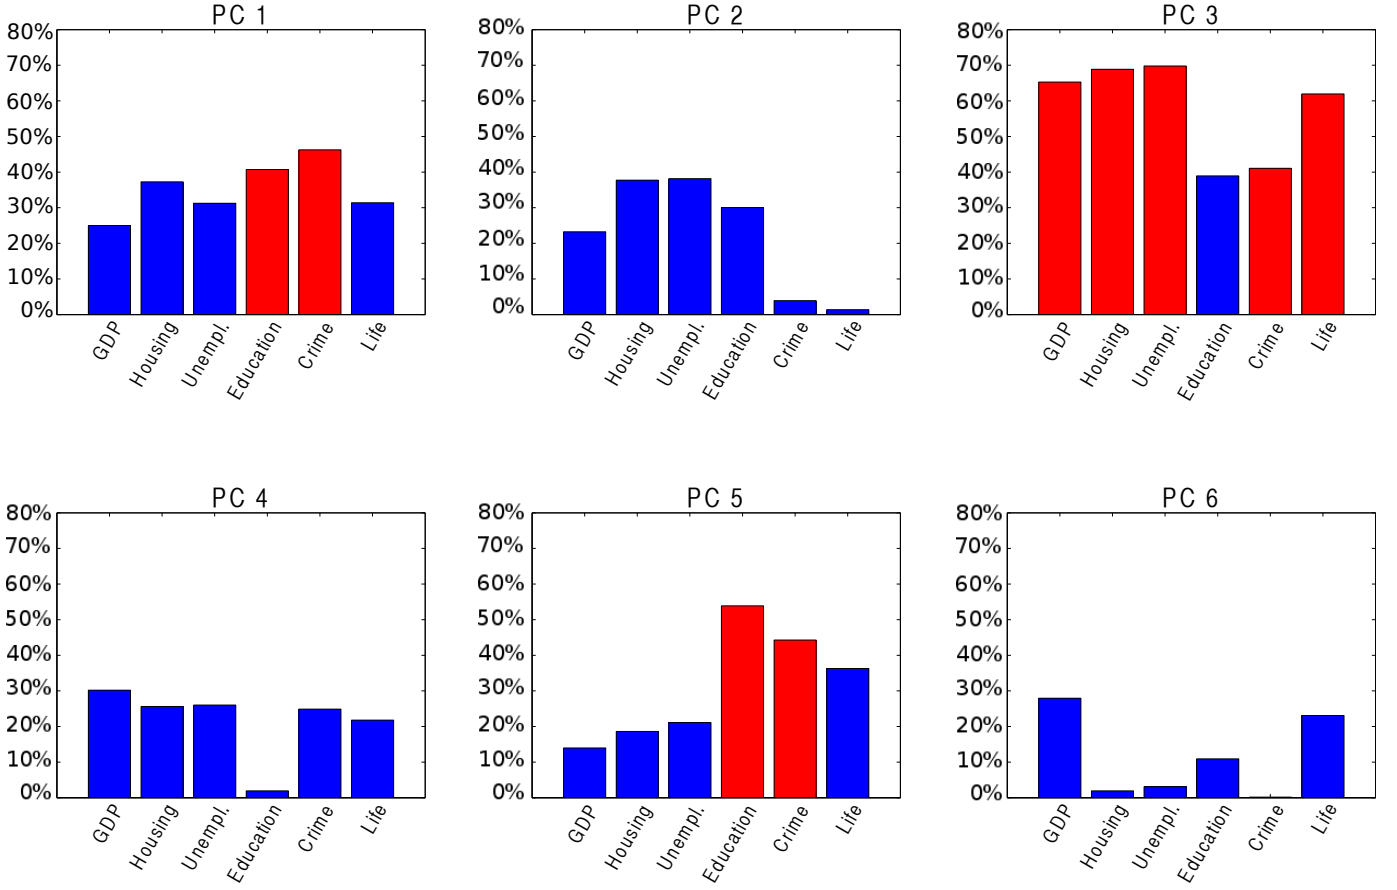 PC 1
80%
70%
60%
50%
40%
30%
20%
10%
0%
GDP
Housing
Unempl.
Education
Crime
Life
PC 2
80%
70%
60%
50%
40%
30%
20%
10%
0%
GDP
Housing
Unempl.
Education
Crime
Life
PC 3
80%
70%
60%
50%
40%
30%
20%
10%
0%
GDP
Housing
Unempl.
Education
Crime
Life
PC 4
80%
70%
60%
50%
40%
30%
20%
10%
0%
GDP
Housing
Unempl.
Education
Crime
Life
PC 5
80%
70%
60%
50%
40%
30%
20%
10%
0%
GDP
Housing
Unempl.
Education
Crime
Life
PC 6
80%
70%
60%
50%
40%
30%
20%
10%
0%
GDP
Housing
Unempl.
Education
Crime
Life